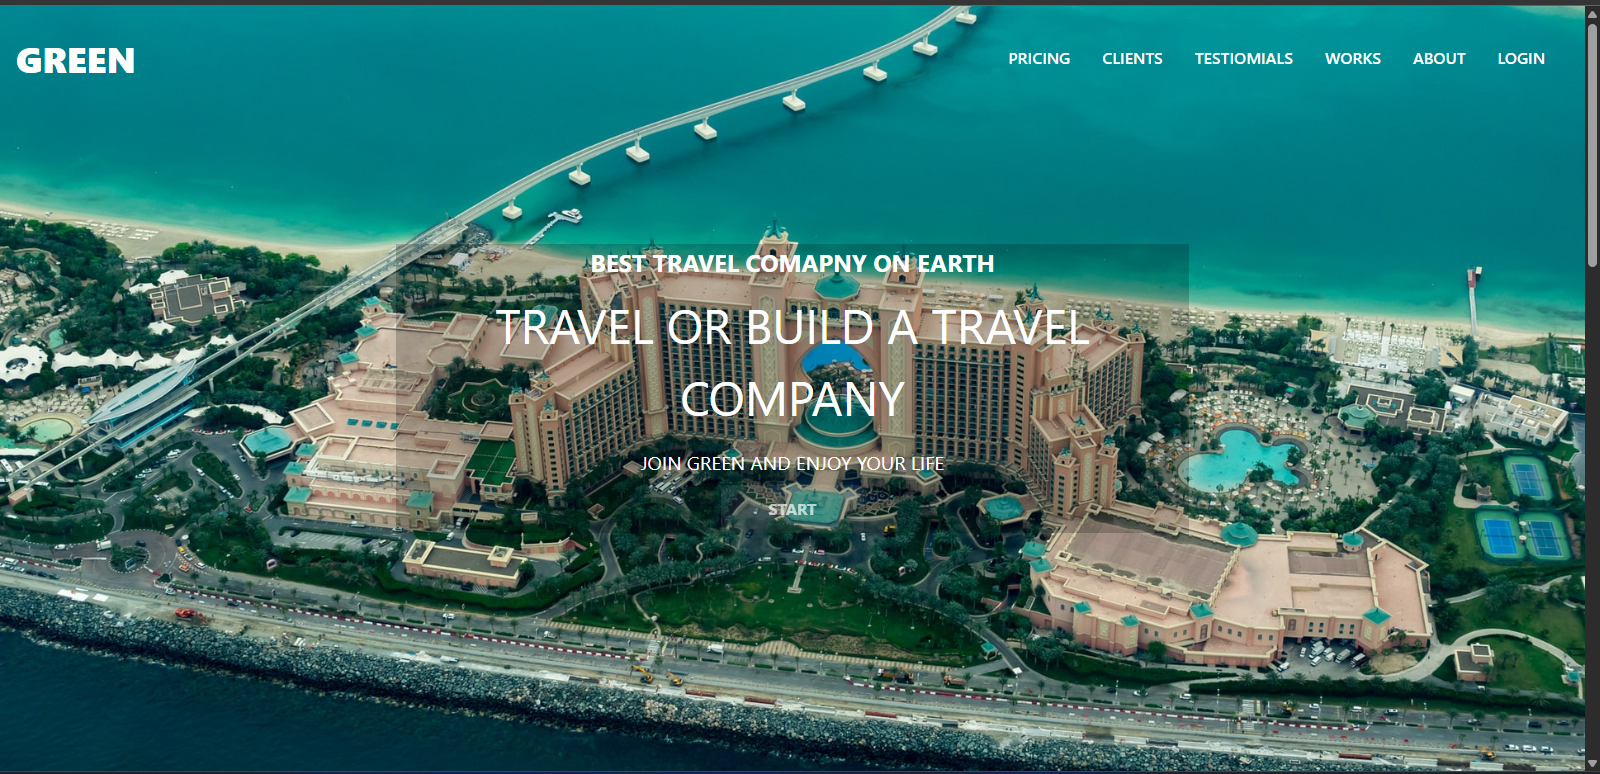 GREEN
PRICING CLIENTS TESTIOMIALS WORKS ABOUT LOGIN
BEST TRAVEL COMAPNY ON EARTH
TRAVEL OR BUILD A TRAVEL
COMPANY
JOIN GREEN AND ENJOY YOUR LIFE
START